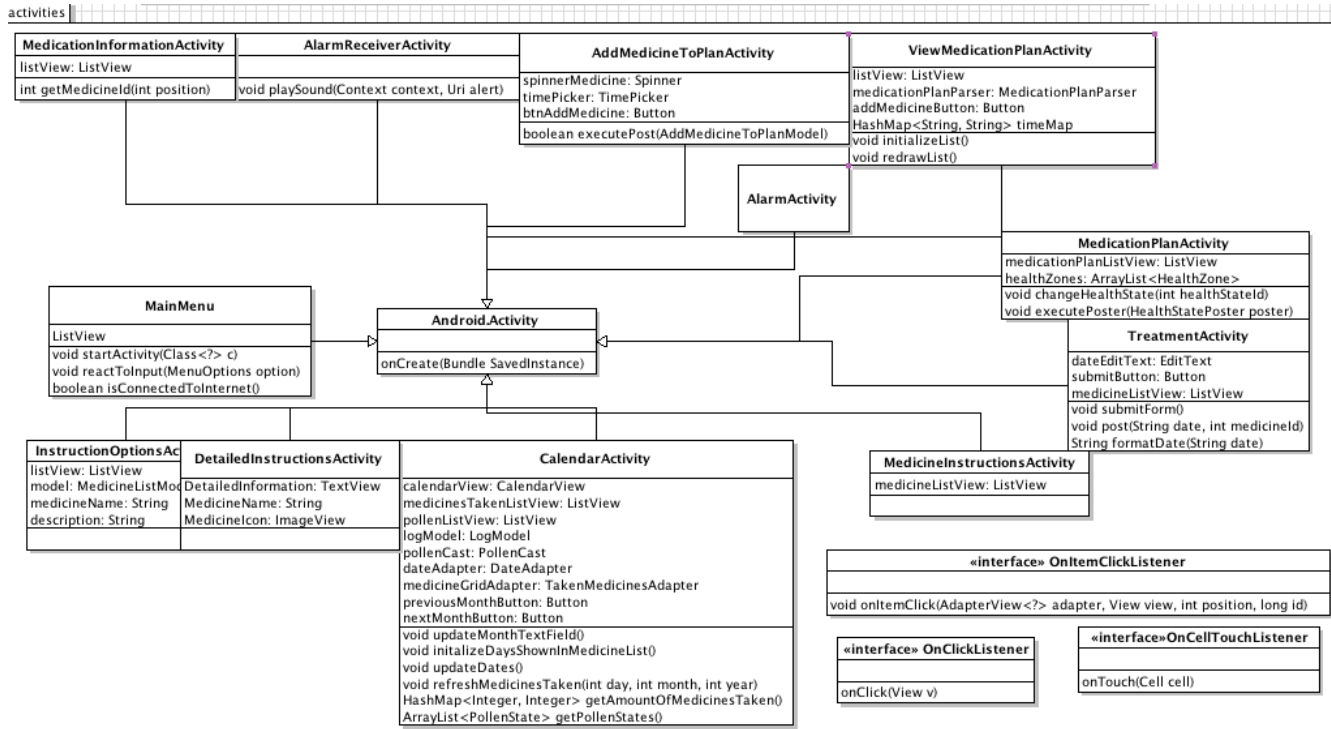 activities
MedicationInformationActivity
listView: ListView
int getMedicineId(int position)
AlarmReceiverActivity
void playSound(Context context, Uri alert)
AddMedicineToPlanActivity
spinnerMedicine: Spinner
timePicker: TimePicker
btnAddMedicine: Button
boolean executePost(AddMedicineToPlanModel)
ViewMedicationPlanActivity
listView: ListView
medicationPlanParser: MedicationPlanParser
addMedicineButton: Button
HashMap<String, String> timeMap
void initializeList()
void redrawList()
AlarmActivity
MedicationPlanActivity
medicationPlanListView: ListView
healthZones: ArrayList<HealthZone>
void changeHealthState(int healthStateId)
void executePoster(HealthStatePoster poster)
MainMenu
ListView
void startActivity(Class<?> c)
void reactToInput(MenuOptions option)
boolean isConnectedToInternet()
Android.Activity
onCreate(Bundle SavedInstance)
TreatmentActivity
dateEditText: EditText
submitButton: Button
medicineListView: ListView
void submitForm()
void post(String date, int medicineId)
String formatDate(String date)
InstructionOptionsAc
listView: ListView
model: MedicineListMod
medicineName: String
description: String
DetailedInstructionsActivity
DetailedInformation: TextView
MedicineName: String
MedicineIcon: ImageView
CalendarActivity
calendarView: CalendarView
medicinesTakenListView: ListView
pollenListView: ListView
logModel: LogModel
pollenCast: PollenCast
dateAdapter: DateAdapter
medicineGridAdapter: TakenMedicinesAdapter
previousMonthButton: Button
nextMonthButton: Button
void updateMonthTextField()
void initalizeDaysShownInMedicineList()
void updateDates()
void refreshMedicinesTaken(int day, int month, int year)
HashMap<Integer, Integer> getAmountOfMedicinesTaken()
ArrayList<PollenState> getPollenStates()
MedicineInstructionsActivity
medicineListView: ListView
«interface» OnItemClickListener
void onItemClick(AdapterView<?> adapter, View view, int position, long id)
«interface» OnClickListener
onClick(View v)
«interface»OnCellTouchListener
onTouch(Cell cell)